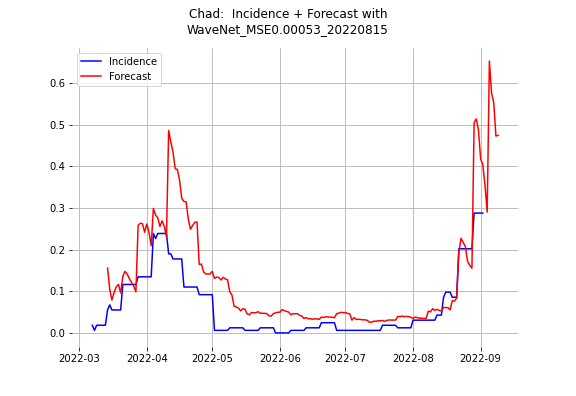 Chad:  Incidence + Forecast with
WaveNet_MSE0.00053_20220815
Incidence
Forecast
0.6
0.5
0.4
0.3
0.2
0.1
0.0
2022-03 2022-04 2022-05 2022-06 2022-07 2022-08 2022-09